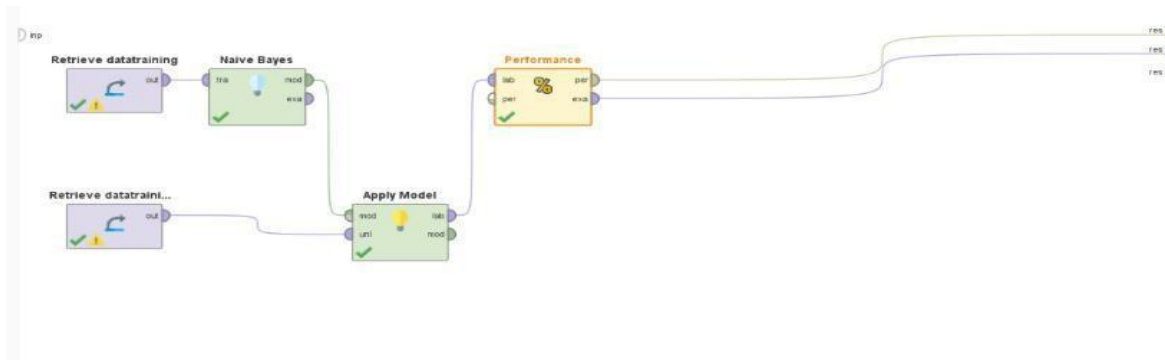 inp
res
res
res
Retrieve datatraining
out
Naive Bayes
tra
mod
exa
Performance
%
lab
per
per
exa
Retrieve datatraini...
out
Apply Model
mod
lab
unl
mod